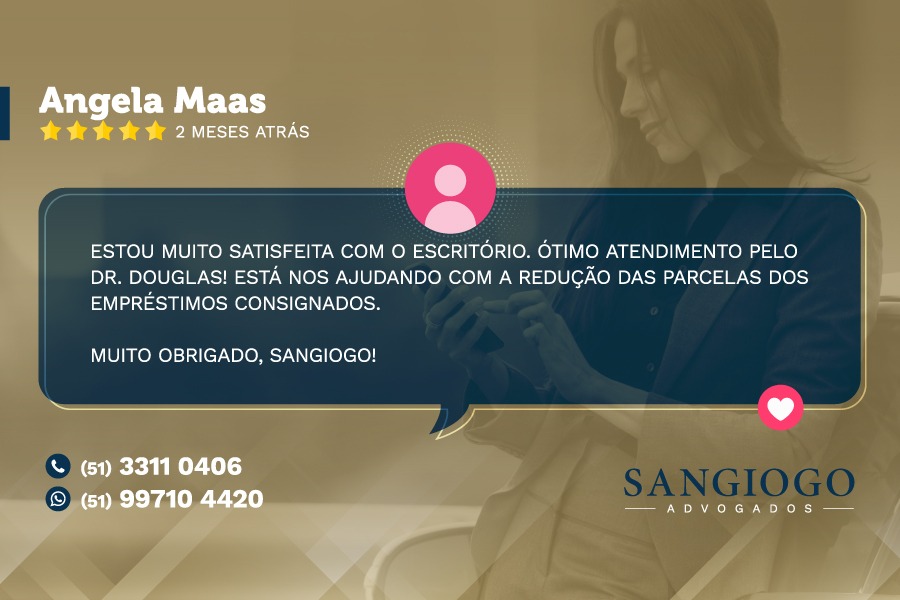 Angela Maas
2 MESES ATRÁS
ESTOU MUITO SATISFEITA COM O ESCRITÓRIO. ÓTIMO ATENDIMENTO PELO
DR. DOUGLAS! ESTÁ NOS AJUDANDO COM A REDUÇÃO DAS PARCELAS DOS
EMPRÉSTIMOS CONSIGNADOS.
MUITO OBRIGADO, SANGIOGO!
(51) 3311 0406
(51) 99710 4420
SANGIOGO
ADVOGADOS